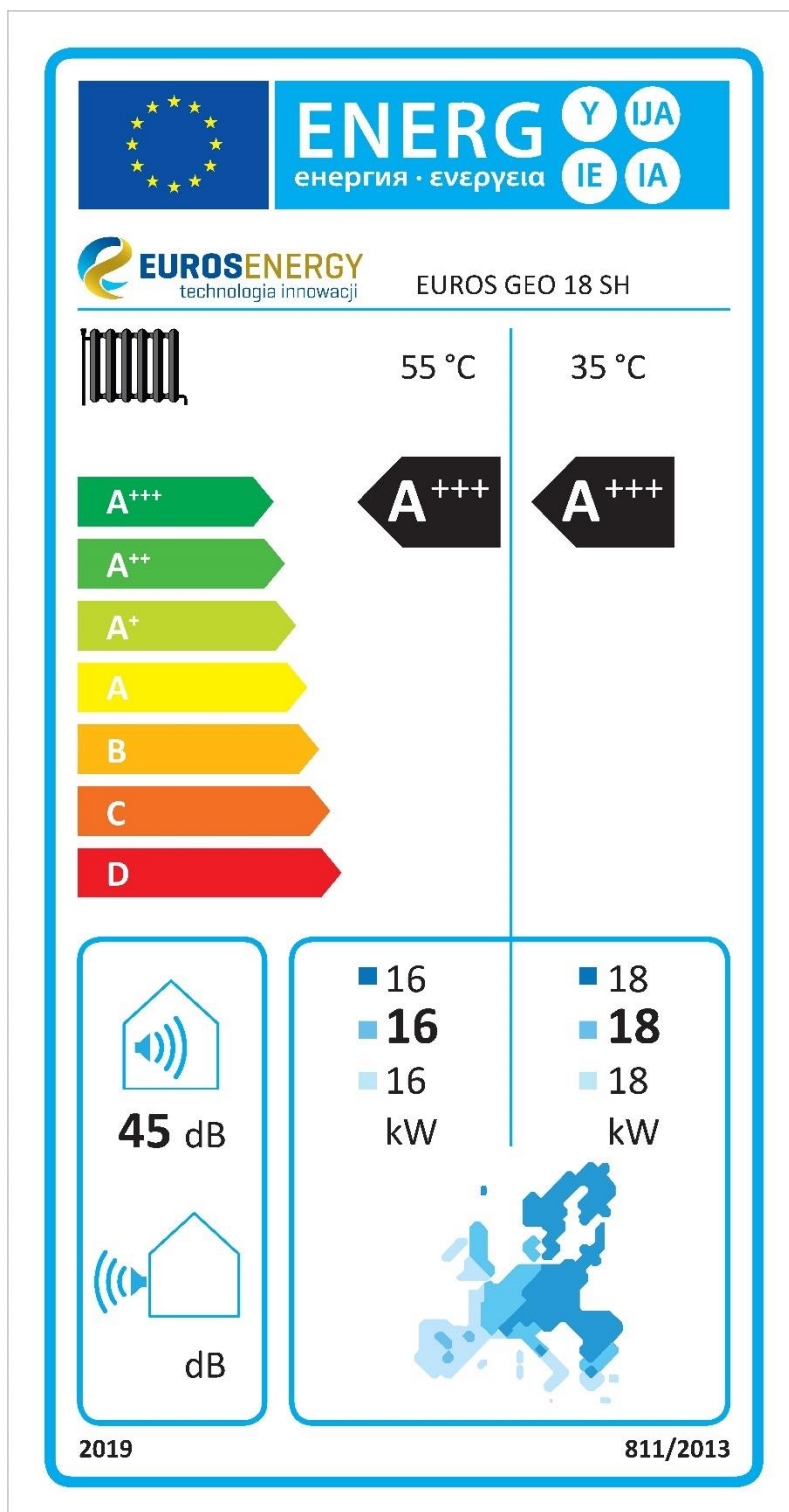 ENERG Y IJA
енергия · ενεργεια IE IA
EUROSENERGY
technologia innowacji
EUROS GEO 18 SH
55 °C 35 °C
A+++ A+++
A+++
A++
A+
A
B
C
D
16 18
16 18
16 18
kW kW
45 dB
dB
2019 811/2013